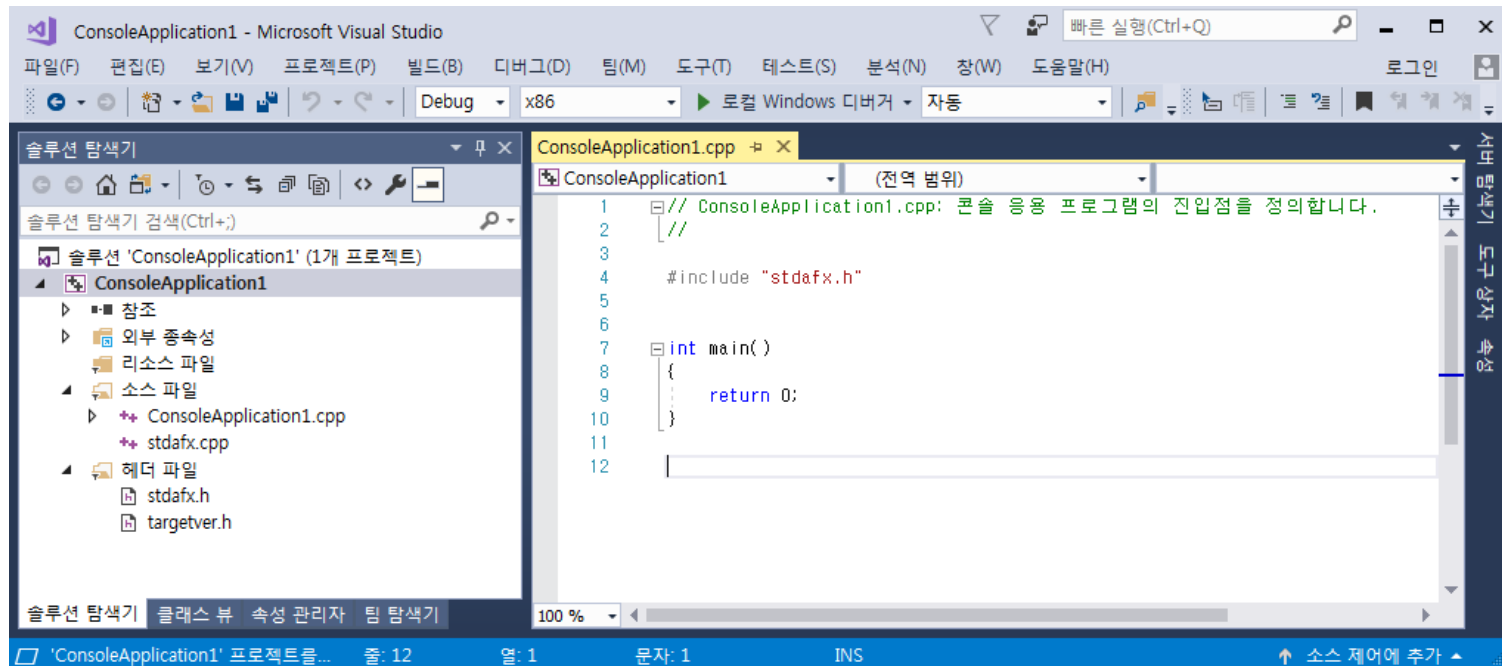 ConsoleApplication1 - Microsoft Visual Studio
빠른 실행(Ctrl+Q)
파일(F) 편집(E) 보기(V) 프로젝트(P) 빌드(B) 디버그(D) 팀(M) 도구(T) 테스트(S) 분석(N) 창(W) 도움말(H) 로그인
Debug x86 로컬 Windows 디버거 자동
솔루션 탐색기
솔루션 탐색기 검색(Ctrl+;)
솔루션 'ConsoleApplication1' (1개 프로젝트)
ConsoleApplication1
참조
외부 종속성
리소스 파일
소스 파일
ConsoleApplication1.cpp
stdafx.cpp
헤더 파일
stdafx.h
targetver.h
솔루션 탐색기 클래스 뷰 속성 관리자 팀 탐색기
ConsoleApplication1.cpp
ConsoleApplication1 (전역 범위)
1 // ConsoleApplication1.cpp: 콘솔 응용 프로그램의 진입점을 정의합니다.
2 //
3
4 #include "stdafx.h"
5
6
7 int main()
8 {
9 return 0;
10 }
11
12
100 %
서버 탐색기
도구 상자
속성
'ConsoleApplication1' 프로젝트를... 줄: 12 열: 1 문자: 1 INS 소스 제어에 추가